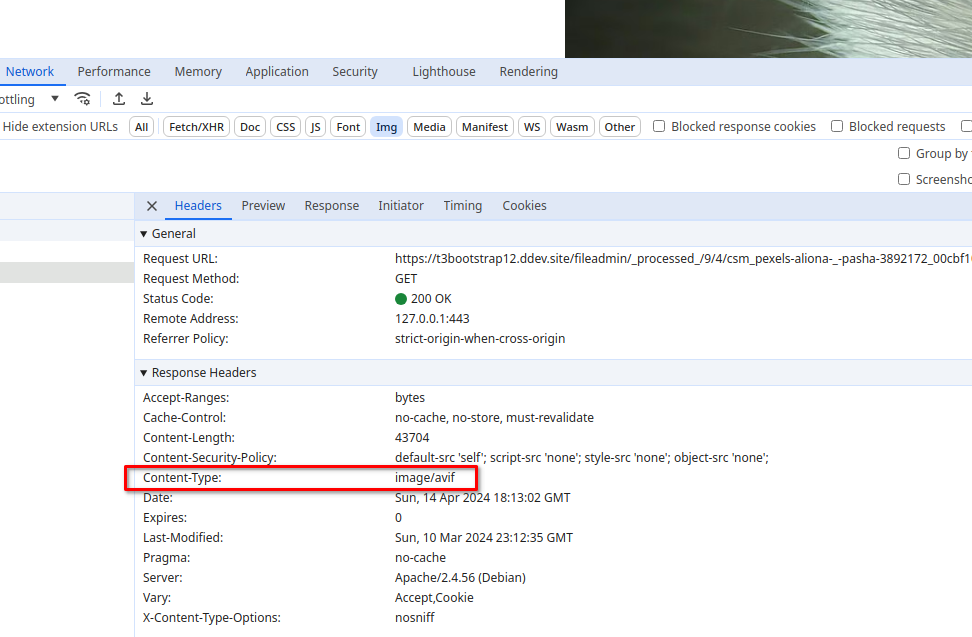 Network Performance Memory Application Security Lighthouse Rendering
ottling
Hide extension URLs All Fetch/XHR Doc CSS JS Font Img Media Manifest WS Wasm Other Blocked response cookies Blocked requests
Group by
Screensho
Headers Preview Response Initiator Timing Cookies
General
Request URL: https://t3bootstrap12.ddev.site/fileadmin/_processed_/9/4/csm_pexels-aliona-_-pasha-3892172_00cbf10
Request Method: GET
Status Code: 200 OK
Remote Address: 127.0.0.1:443
Referrer Policy: strict-origin-when-cross-origin
Response Headers
Accept-Ranges: bytes
Cache-Control: no-cache, no-store, must-revalidate
Content-Length: 43704
Content-Security-Policy: default-src 'self'; script-src 'none'; style-src 'none'; object-src 'none';
Content-Type: image/avif
Date: Sun, 14 Apr 2024 18:13:02 GMT
Expires: 0
Last-Modified: Sun, 10 Mar 2024 23:12:35 GMT
Pragma: no-cache
Server: Apache/2.4.56 (Debian)
Vary: Accept,Cookie
X-Content-Type-Options: nosniff